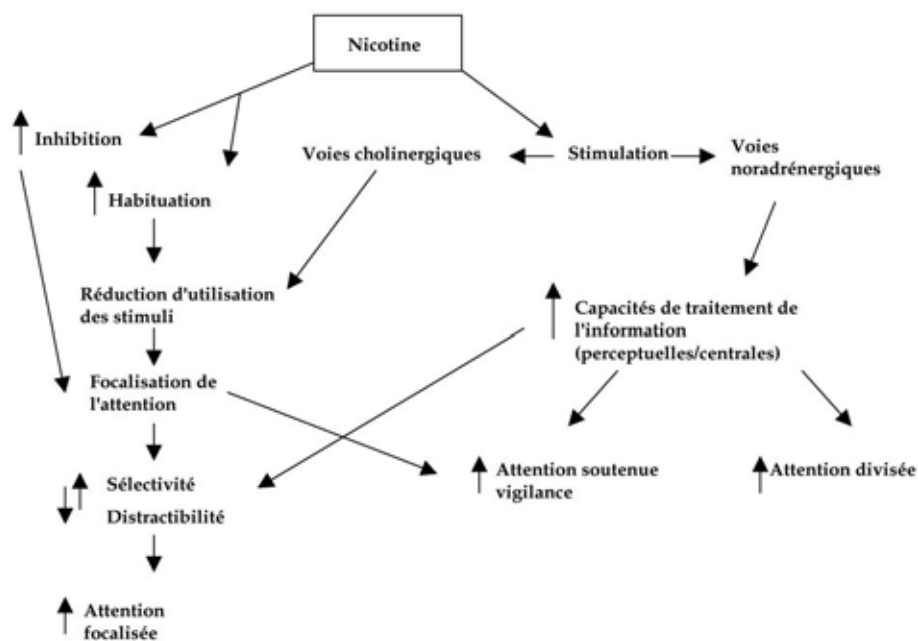 Nicotine
Inhibition
Voies cholinergiques
Stimulation
Voies
noradrénergiques
Habituation
Réduction d'utilisation
des stimuli
Capacités de traitement de
l'information
(perceptuelles/centrales)
Focalisation de
l'attention
Sélectivité
Distractibilité
Attention soutenue
vigilance
Attention divisée
Attention
focalisée